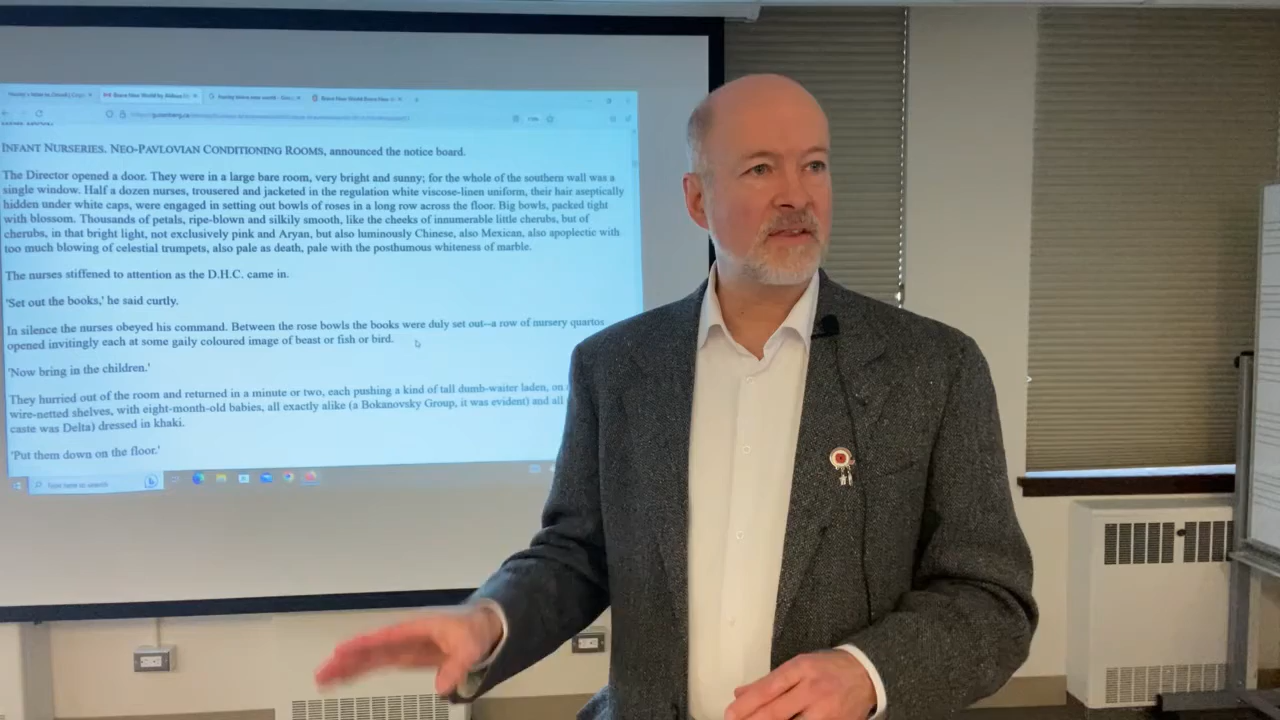 Brave New World by Aldous
INFANT NURSERIES. NEO-PAVLOVIAN CONDITIONING ROOMS, announced the notice board.
The Director opened a door. They were in a large bare room, very bright and sunny; for the whole of the southern wall was a
single window. Half a dozen nurses, trousered and jacketed in the regulation white viscose-linen uniform, their hair aseptically
hidden under white caps, were engaged in setting out bowls of roses in a long row across the floor. Big bowls, packed tight
with blossom. Thousands of petals, ripe-blown and silkily smooth, like the cheeks of innumerable little cherubs, but of
cherubs, in that bright light, not exclusively pink and Aryan, but also luminously Chinese, also Mexican, also apoplectic with
too much blowing of celestial trumpets, also pale as death, pale with the posthumous whiteness of marble.
The nurses stiffened to attention as the D.H.C. came in.
'Set out the books,' he said curtly.
In silence the nurses obeyed his command. Between the rose bowls the books were duly set out--a row of nursery quartos
opened invitingly each at some gaily coloured image of beast or fish or bird.
'Now bring in the children.'
They hurried out of the room and returned in a minute or two, each pushing a kind of tall dumb-waiter laden, on
wire-netted shelves, with eight-month-old babies, all exactly alike (a Bokanovsky Group, it was evident) and all
caste was Delta) dressed in khaki.
'Put them down on the floor.'
Type here to search